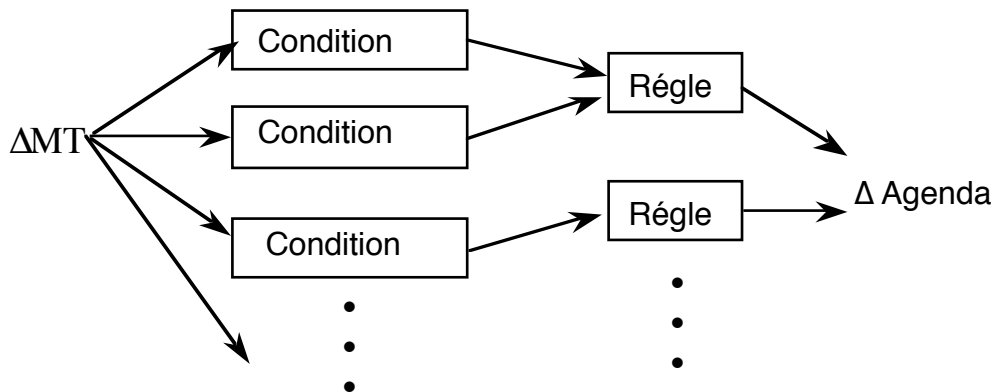 Condition
Régle
Condition
ΔMT
Δ Agenda
Condition
Régle